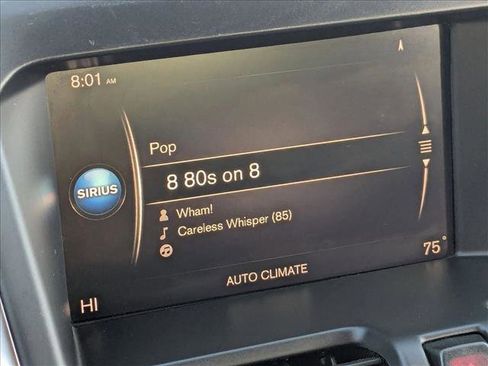 8:01 AM
Pop
SIRIUS
8 80s on 8
Wham!
Careless Whisper (85)
75°
AUTO CLIMATE
HI